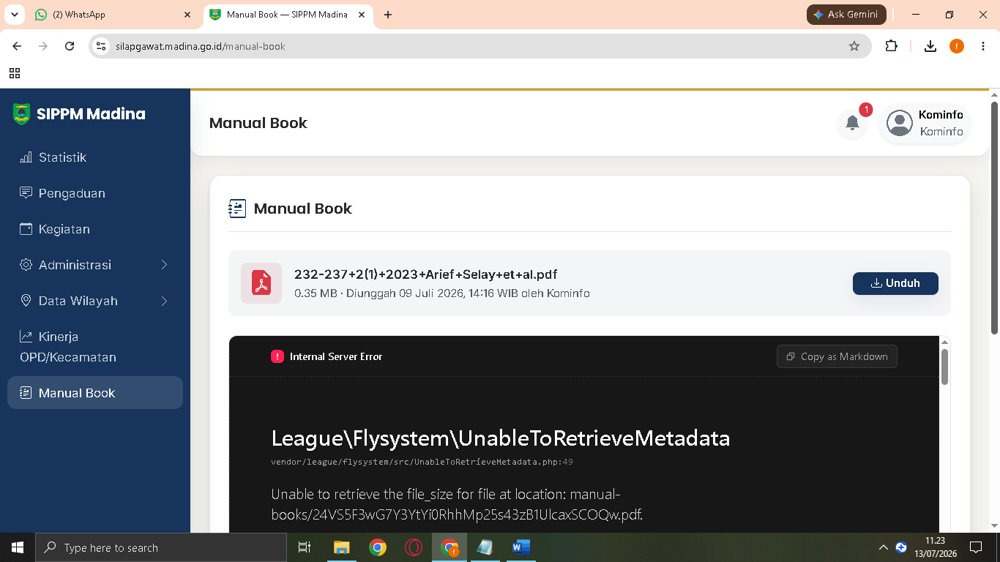 (2) WhatsApp
Manual Book — SIPPM Madina
Ask Gemini
silapgawat.madina.go.id/manual-book
f
SIPPM Madina
Statistik
Pengaduan
Kegiatan
Administrasi
Data Wilayah
Kinerja
OPD/Kecamatan
Manual Book
Manual Book
1
Kominfo
Kominfo
Manual Book
232-237+2(1)+2023+Arief+Selay+et+al.pdf
0.35 MB · Diunggah 09 Juli 2026, 14:16 WIB oleh Kominfo
Unduh
! Internal Server Error
Copy as Markdown
League\Flysystem\UnableToRetrieveMetadata
vendor/league/flysystem/src/UnableToRetrieveMetadata.php:49
Unable to retrieve the file_size for file at location: manual-
books/24VS5F3wG7Y3YtYi0RhhMp25s43zB1UlcaxSCOQw.pdf.
Type here to search
11.23
13/07/2026